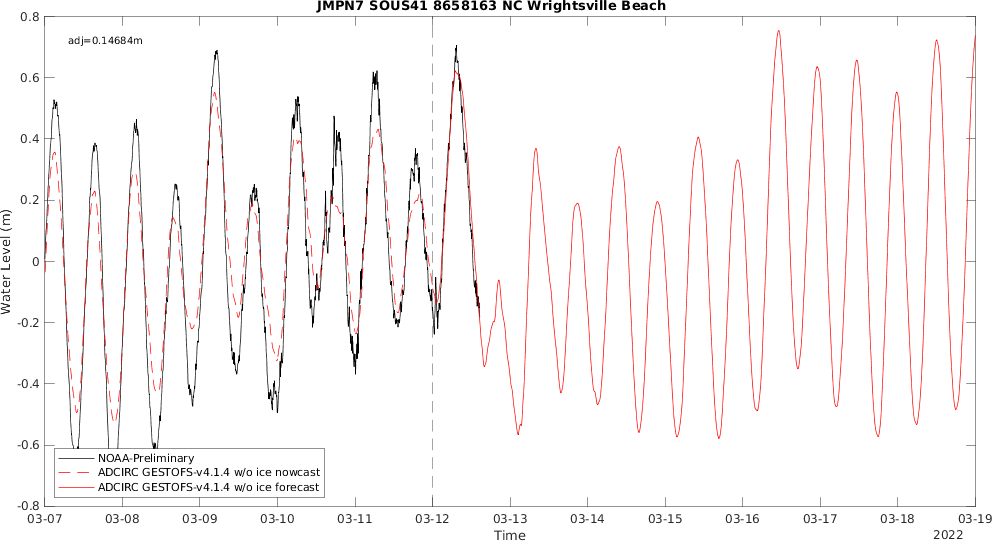 JMPN7 SOUS41 8658163 NC Wrightsville Beach
adj=0.14684m
0.8
0.6
0.4
0.2
0
-0.2
-0.4
-0.6
-0.8
Water Level (m)
NOAA-Preliminary
ADCIRC GESTOFS-v4.1.4 w/o ice nowcast
ADCIRC GESTOFS-v4.1.4 w/o ice forecast
03-07 03-08 03-09 03-10 03-11 03-12 03-13 03-14 03-15 03-16 03-17 03-18 03-19
Time
2022